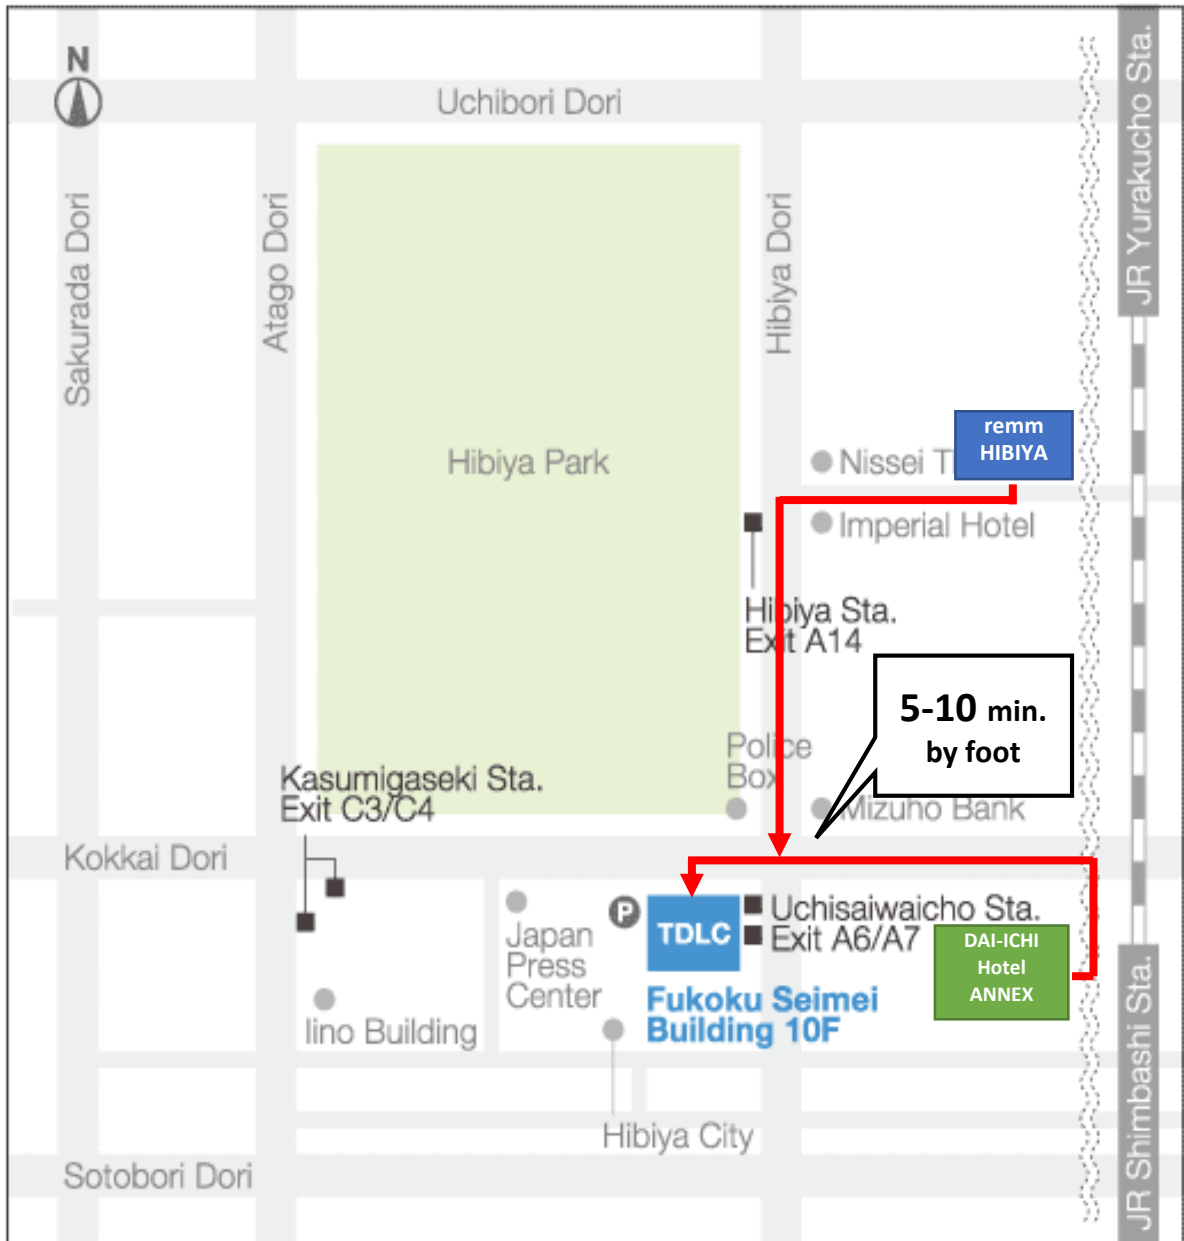 N
Uchibori Dori
JR Yurakucho Sta.
Sakurada Dori
Atago Dori
Hibiya Dori
remm
HIBIYA
Hibiya Park
Nissei T
Imperial Hotel
Hibiya Sta.
Exit A14
5-10 min.
by foot
Police
Box
Mizuho Bank
Kasumigaseki Sta.
Exit C3/C4
Kokkai Dori
P
TDLC
Uchisaiwaicho Sta.
Exit A6/A7
Japan
Press
Center
DAI-ICHI
Hotel
ANNEX
Fukoku Seimei
Building 10F
Iino Building
Hibiya City
Sotobori Dori
JR Shimbashi Sta.